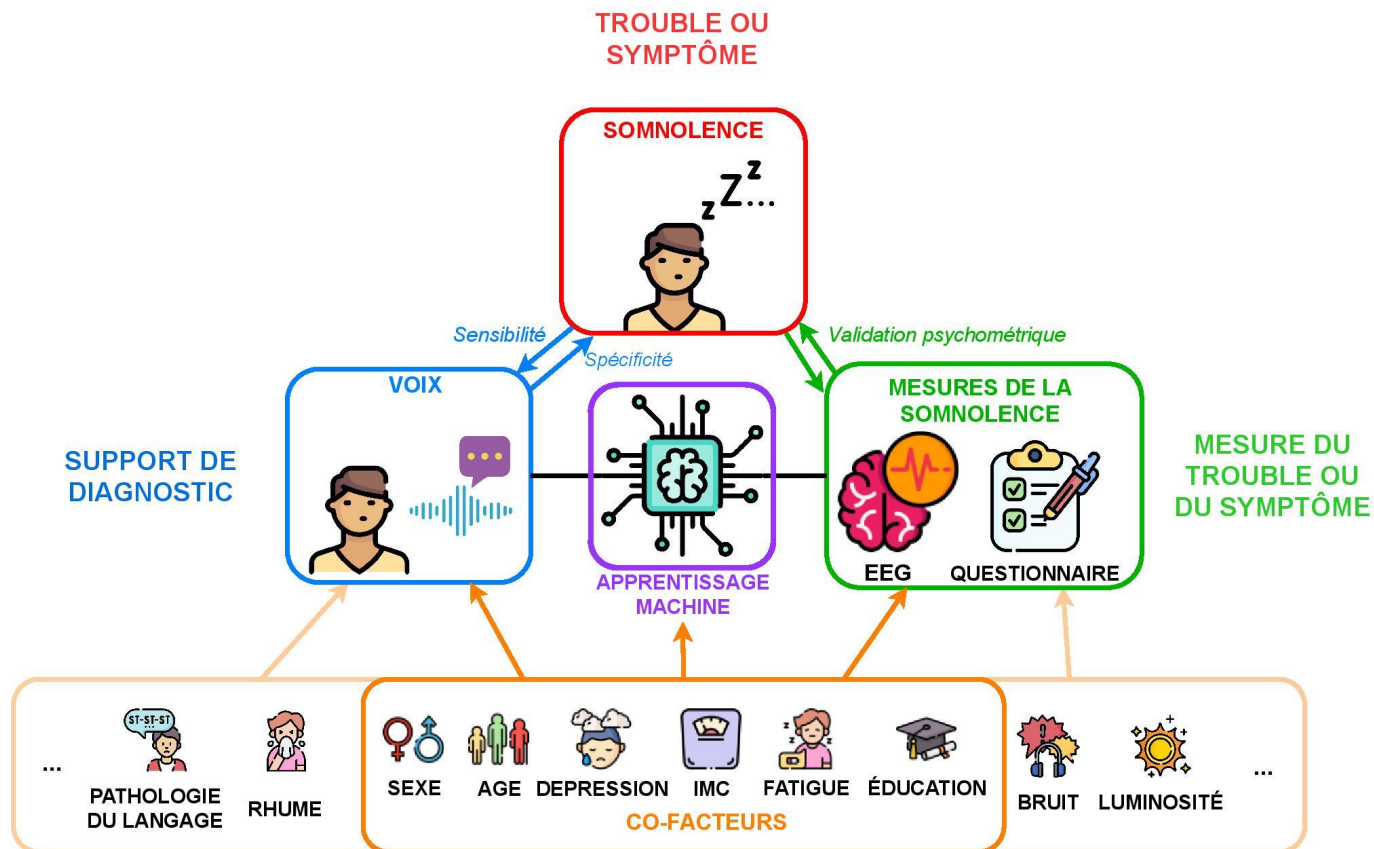 TROUBLE OU
SYMPTÔME
SOMNOLENCE
z Z z...
Sensibilité
Spécificité
Validation psychométrique
VOIX
MESURES DE LA
SOMNOLENCE
SUPPORT DE
DIAGNOSTIC
MESURE DU
TROUBLE OU
DU SYMPTÔME
EEG
QUESTIONNAIRE
APPRENTISSAGE
MACHINE
ST-ST-ST
...
...
PATHOLOGIE
DU LANGAGE
RHUME
SEXE
AGE
DEPRESSION
IMC
FATIGUE
ÉDUCATION
BRUIT
LUMINOSITÉ
...
CO-FACTEURS